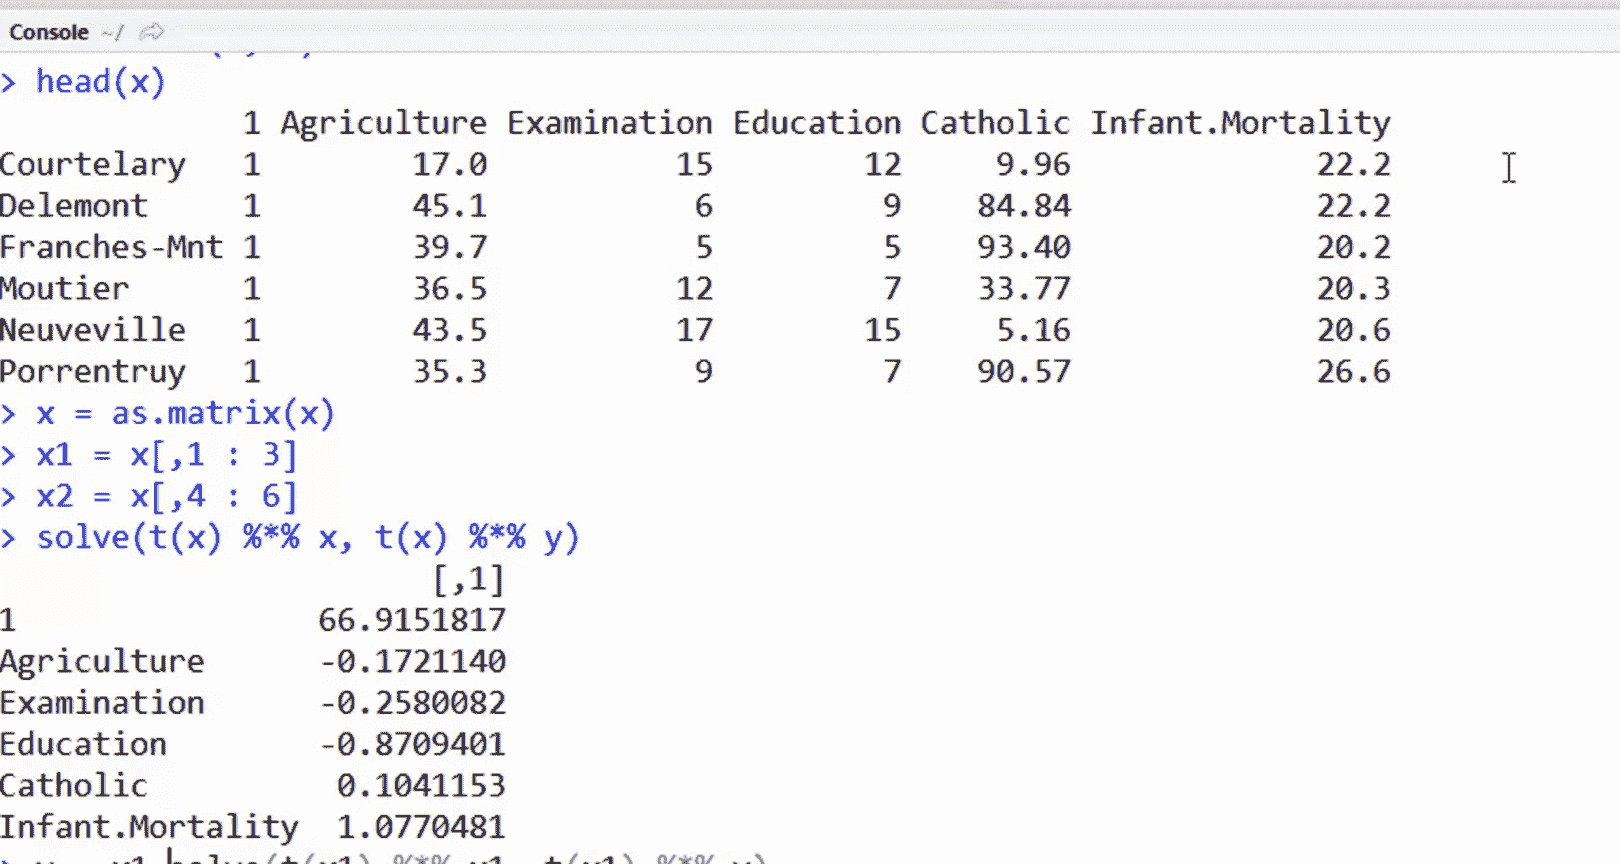 Console ~/
> head(x)
1 Agriculture Examination Education Catholic Infant.Mortality
Courtelary 1 17.0 15 12 9.96 22.2
Delemont 1 45.1 6 9 84.84 22.2
Franches-Mnt 1 39.7 5 5 93.40 20.2
Moutier 1 36.5 12 7 33.77 20.3
Neuveville 1 43.5 17 15 5.16 20.6
Porrentruy 1 35.3 9 7 90.57 26.6
> x = as.matrix(x)
> x1 = x[,1 : 3]
> x2 = x[,4 : 6]
> solve(t(x) %*% x, t(x) %*% y)
[,1]
1 66.9151817
Agriculture -0.1721140
Examination -0.2580082
Education -0.8709401
Catholic 0.1041153
Infant.Mortality 1.0770481
solve(t(x1) %*% x1, t(x1) %*% y)